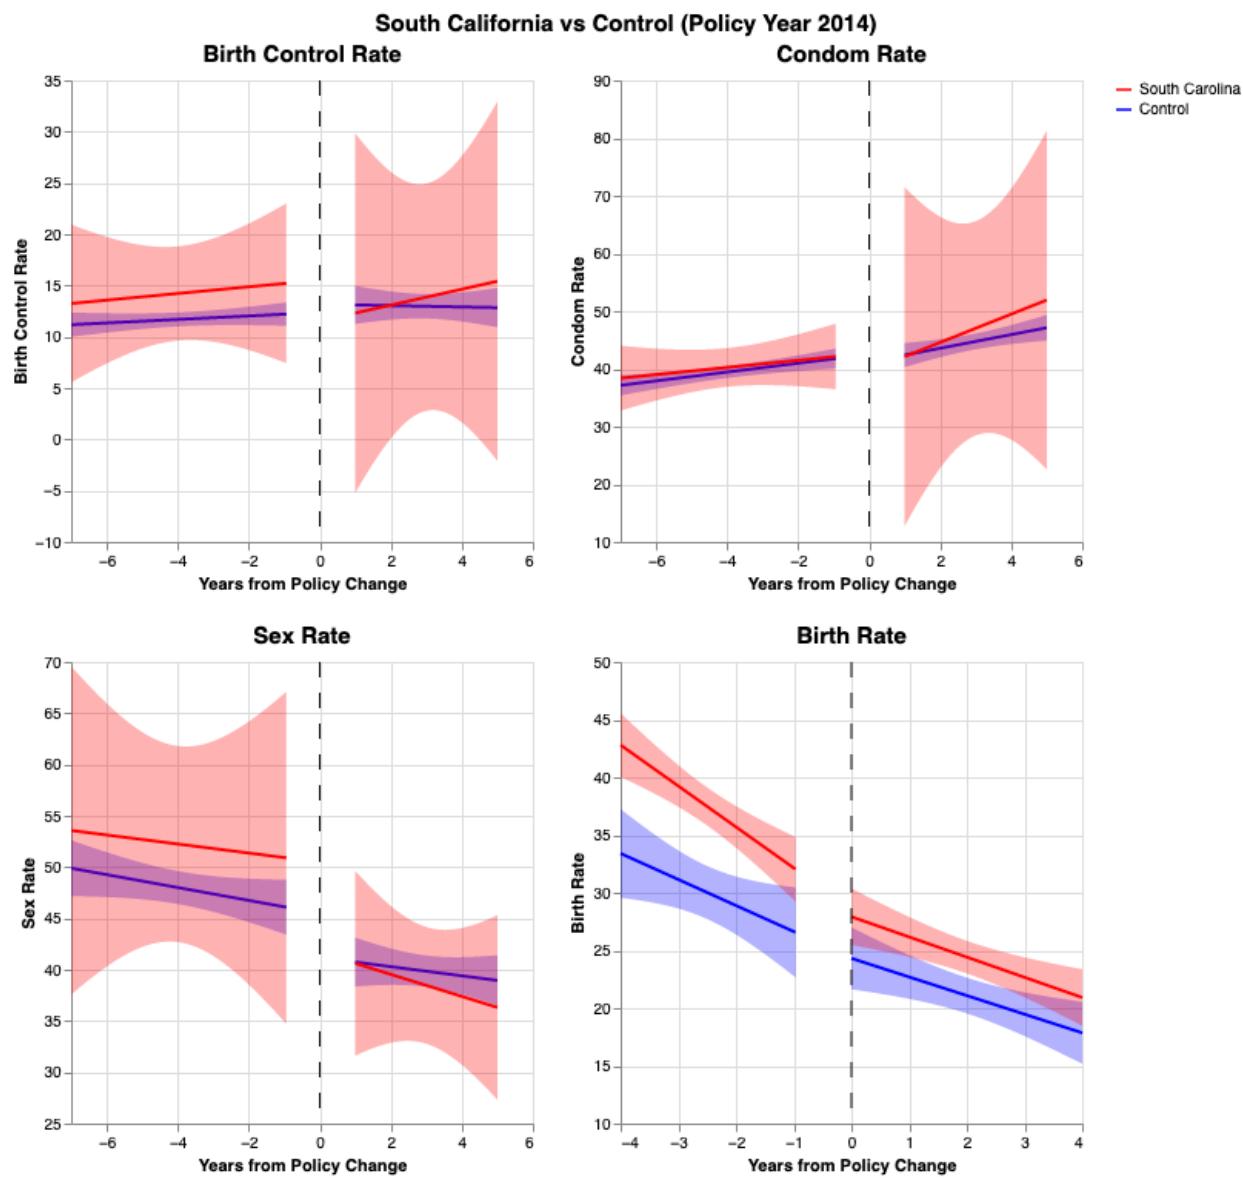 South California vs Control (Policy Year 2014)
Birth Control Rate
Birth Control Rate
35
30
25
20
15
10
5
0
−5
−10
−6 −4 −2 0 2 4 6
Years from Policy Change
Condom Rate
Condom Rate
90
80
70
60
50
40
30
20
10
−6 −4 −2 0 2 4 6
Years from Policy Change
South Carolina
Control
Sex Rate
Sex Rate
70
65
60
55
50
45
40
35
30
25
−6 −4 −2 0 2 4 6
Years from Policy Change
Birth Rate
Birth Rate
50
45
40
35
30
25
20
15
10
−4 −3 −2 −1 0 1 2 3 4
Years from Policy Change